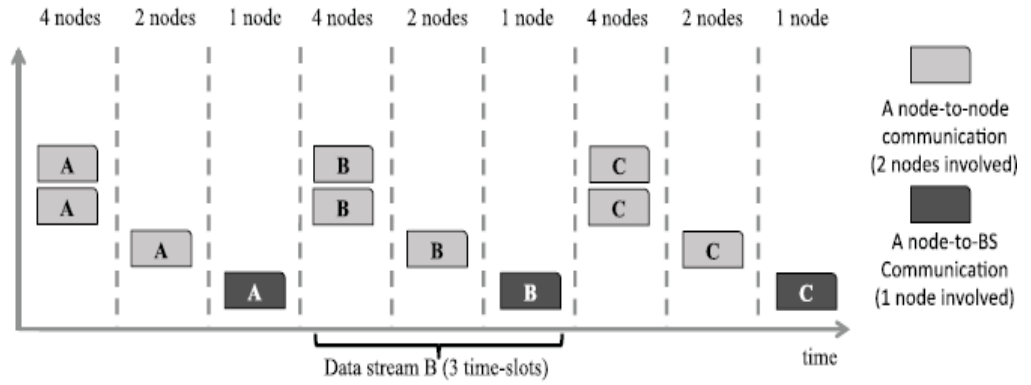 4 nodes 2 nodes 1 node 4 nodes 2 nodes 1 node 4 nodes 2 nodes 1 node
A B C
A B C
A B C
A B C
Data stream B (3 time-slots)
time
A node-to-node
communication
(2 nodes involved)
A node-to-BS
Communication
(1 node involved)